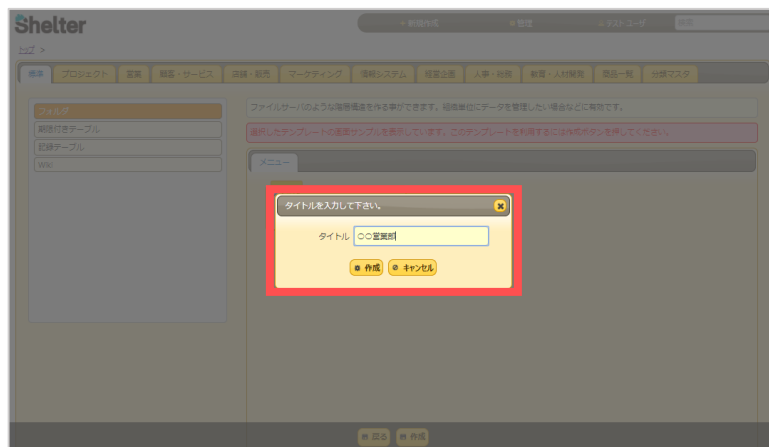 Shelter
＋新規作成 管理 テストユーザ 検索
トップ >
標準 プロジェクト 営業 顧客・サービス 店舗・販売 マーケティング 情報システム 経営企画 人事・総務 教育・人材開発 商品一覧 分類マスタ
フォルダ
期限付きテーブル
記録テーブル
Wiki
ファイルサーバのような階層構造を作る事ができます。組織単位にデータを管理したい場合などに有効です。
選択したテンプレートの画面サンプルを表示しています。このテンプレートを利用するには作成ボタンを押してください。
メニュー
タイトルを入力して下さい。
タイトル ○○営業部
作成 キャンセル
戻る 作成